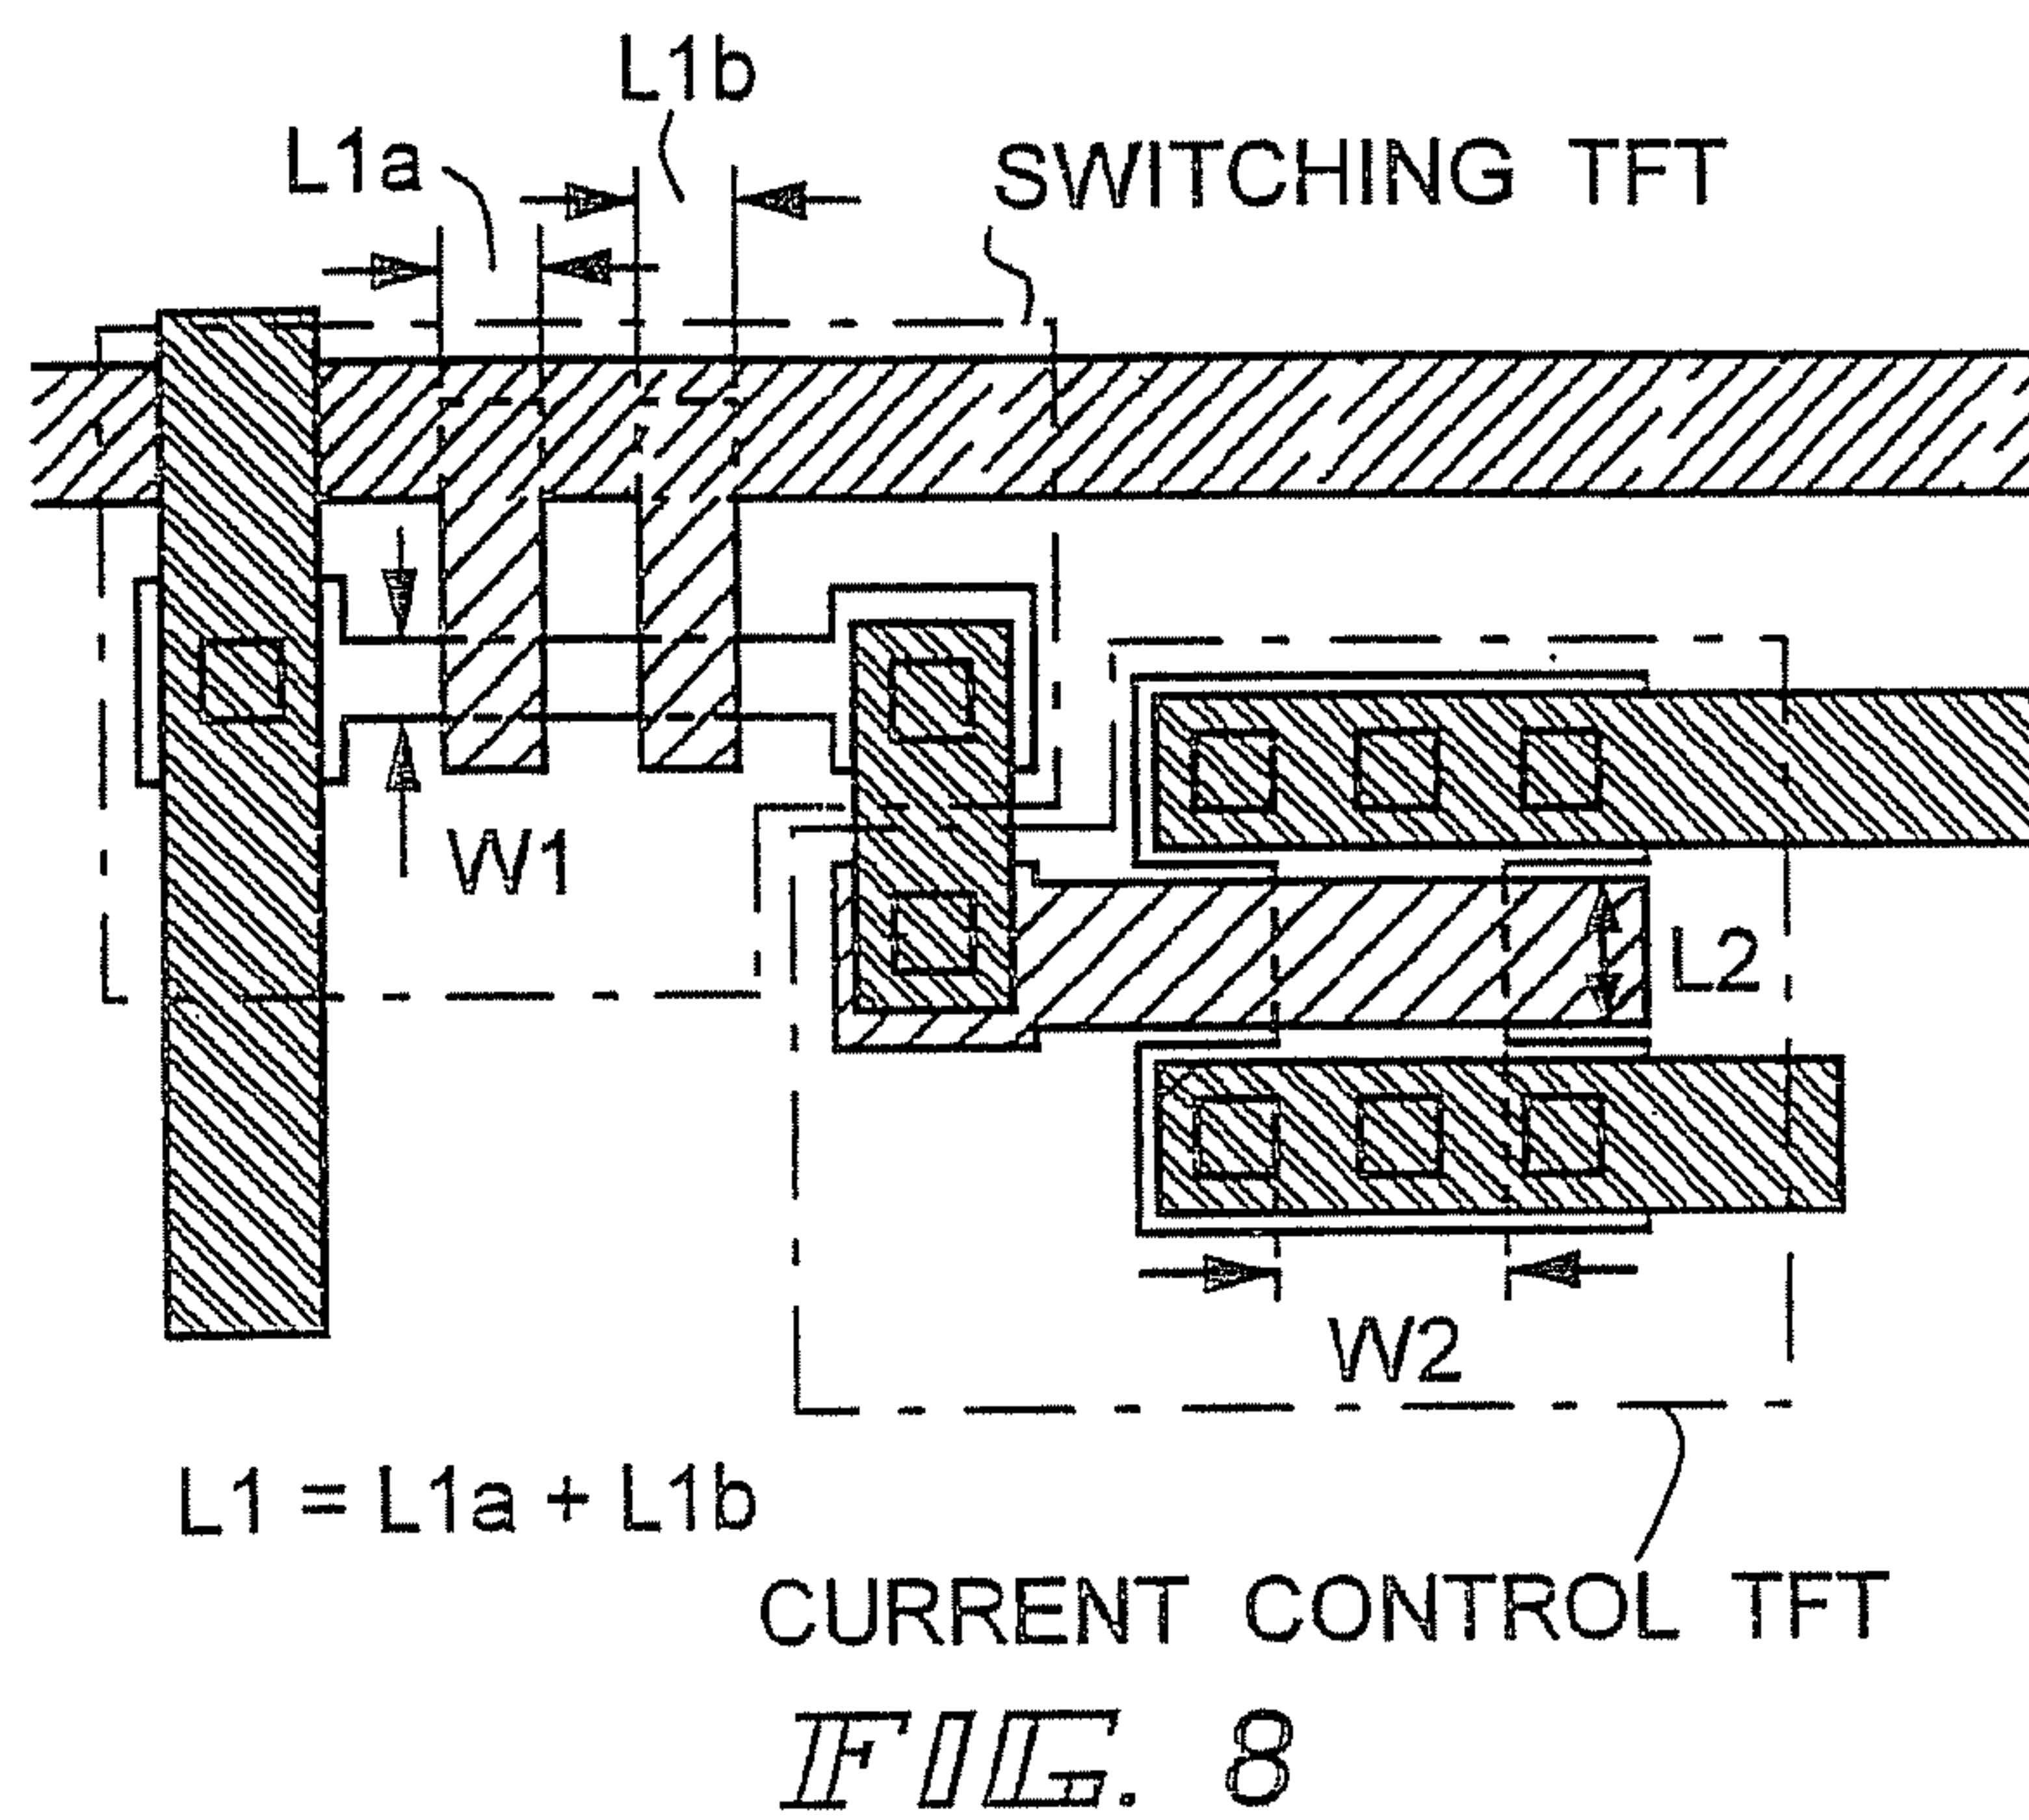 L1b
L1a
SWITCHING TFT
W1
L2
W2
L1 = L1a + L1b
CURRENT CONTROL TFT
FIG. 8